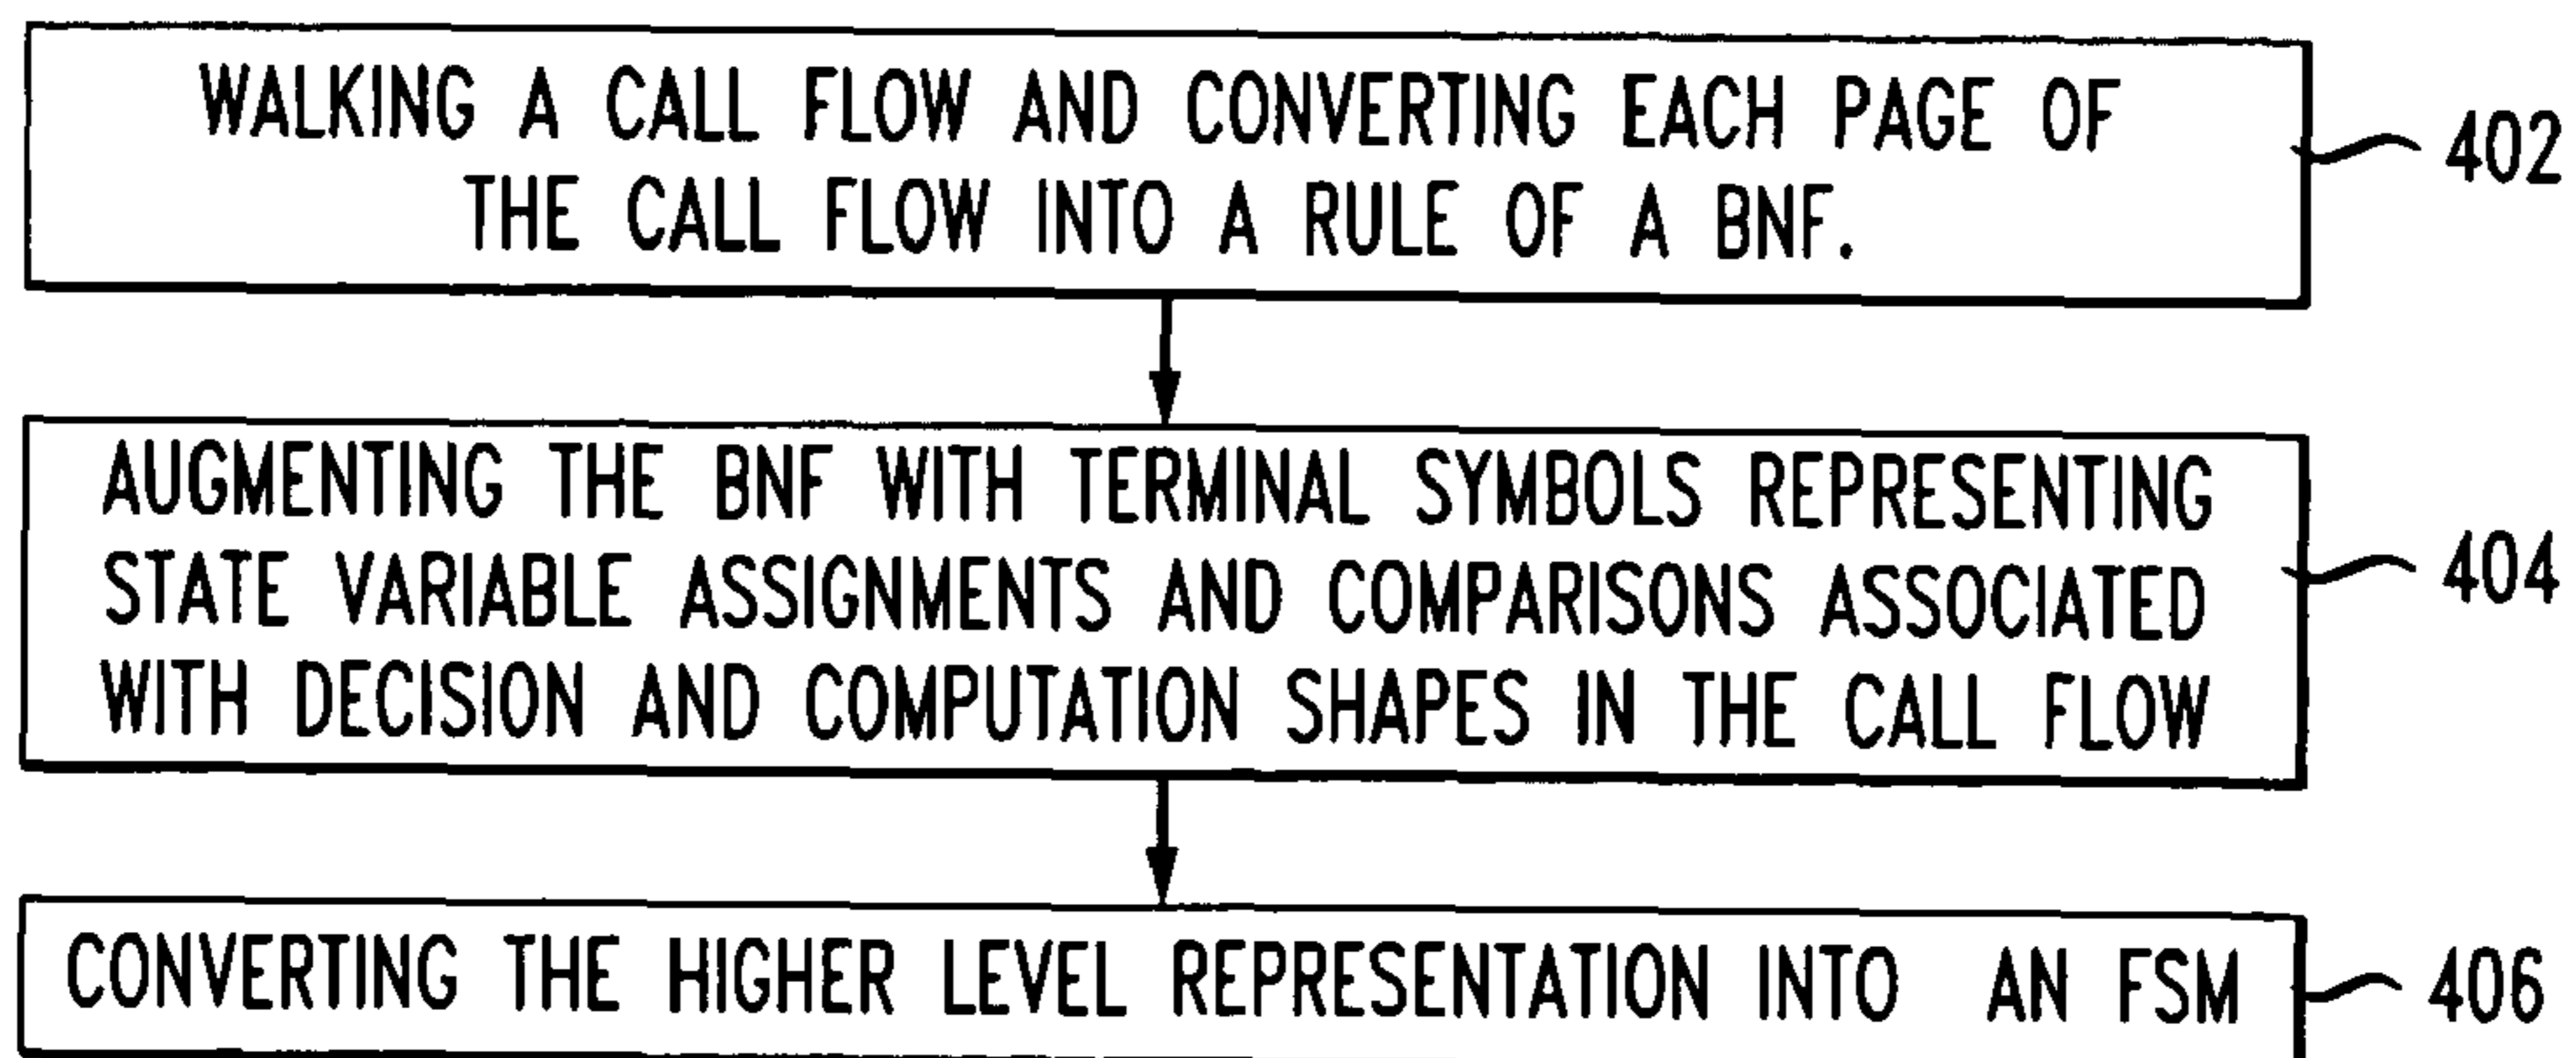 WALKING A CALL FLOW AND CONVERTING EACH PAGE OF
THE CALL FLOW INTO A RULE OF A BNF.
402
AUGMENTING THE BNF WITH TERMINAL SYMBOLS REPRESENTING
STATE VARIABLE ASSIGNMENTS AND COMPARISONS ASSOCIATED
WITH DECISION AND COMPUTATION SHAPES IN THE CALL FLOW
404
CONVERTING THE HIGHER LEVEL REPRESENTATION INTO AN FSM
406